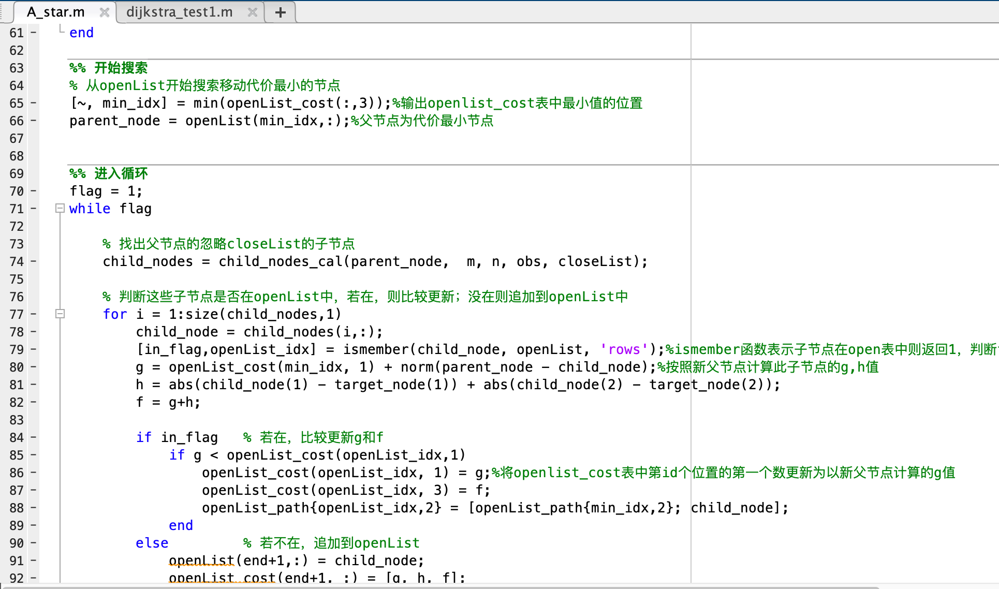 A_star.m × dijkstra_test1.m × +
61 – end
62
63 %% 开始搜索
64 % 从openList开始搜索移动代价最小的节点
65 – [~, min_idx] = min(openList_cost(:,3));%输出openlist_cost表中最小值的位置
66 – parent_node = openList(min_idx,:);%父节点为代价最小节点
67
68
69 %% 进入循环
70 – flag = 1;
71 – while flag
72
73 % 找出父节点的忽略closeList的子节点
74 – child_nodes = child_nodes_cal(parent_node,  m, n, obs, closeList);
75
76 % 判断这些子节点是否在openList中，若在，则比较更新；没在则追加到openList中
77 – for i = 1:size(child_nodes,1)
78 – child_node = child_nodes(i,:);
79 – [in_flag,openList_idx] = ismember(child_node, openList, 'rows');%ismember函数表示子节点在open表中则返回1，判断
80 – g = openList_cost(min_idx, 1) + norm(parent_node - child_node);%按照新父节点计算此子节点的g,h值
81 – h = abs(child_node(1) - target_node(1)) + abs(child_node(2) - target_node(2));
82 – f = g+h;
83
84 – if in_flag   % 若在，比较更新g和f
85 – if g < openList_cost(openList_idx,1)
86 – openList_cost(openList_idx, 1) = g;%将openlist_cost表中第id个位置的第一个数更新为以新父节点计算的g值
87 – openList_cost(openList_idx, 3) = f;
88 – openList_path{openList_idx,2} = [openList_path{min_idx,2}; child_node];
89 – end
90 – else         % 若不在，追加到openList
91 – openList(end+1,:) = child_node;
92 – openList_cost(end+1, :) = [g, h, f];